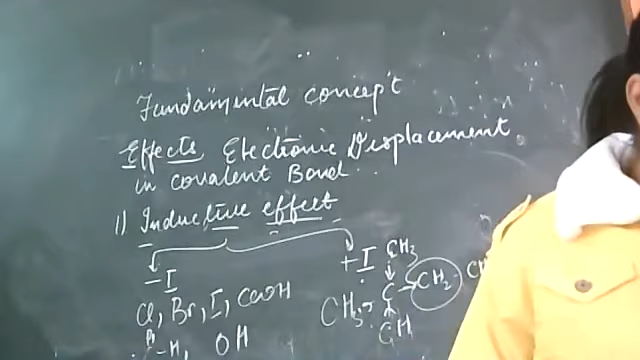 Fundamental concept
Effects Electronic Displacement
in covalent Bond..
1) Inductive effect
-I
+I
CH3
Cl, Br, I, COOH
CH3→ C -CH2- CH
-H, OH